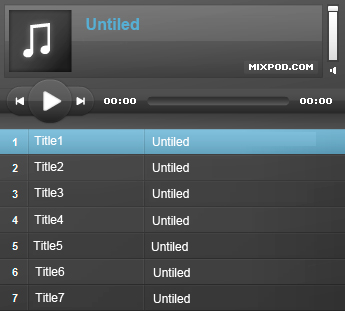 Untiled
MIXPOD.COM
00:00 00:00
1 Title1 Untiled
2 Title2 Untiled
3 Title3 Untiled
4 Title4 Untiled
5 Title5 Untiled
6 Title6 Untiled
7 Title7 Untiled